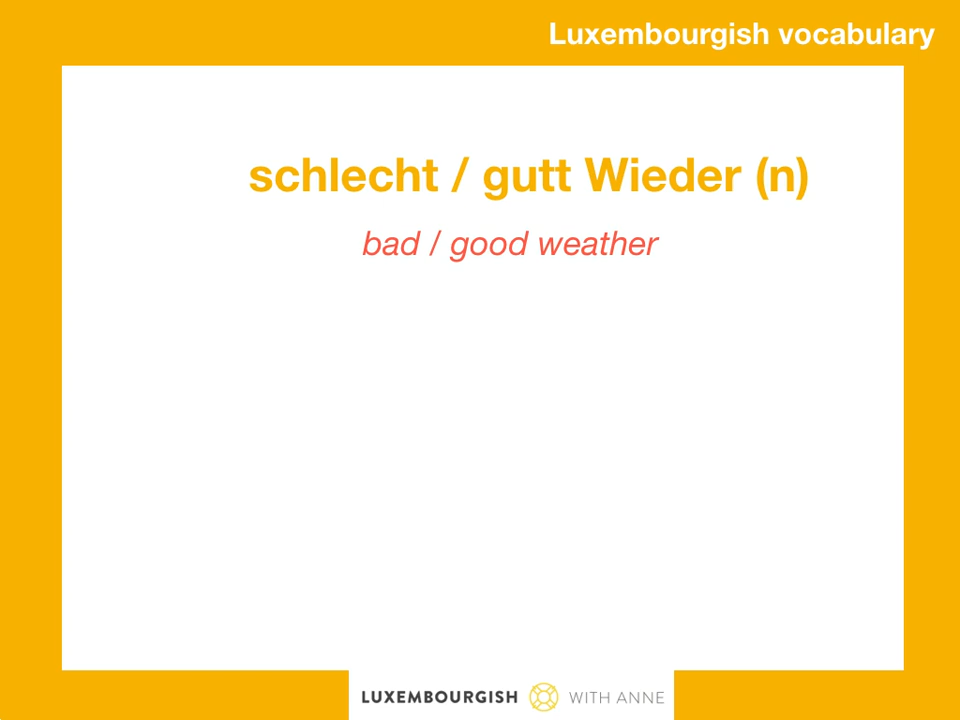 Luxembourgish vocabulary
schlecht / gutt Wieder (n)
bad / good weather
LUXEMBOURGISH WITH ANNE